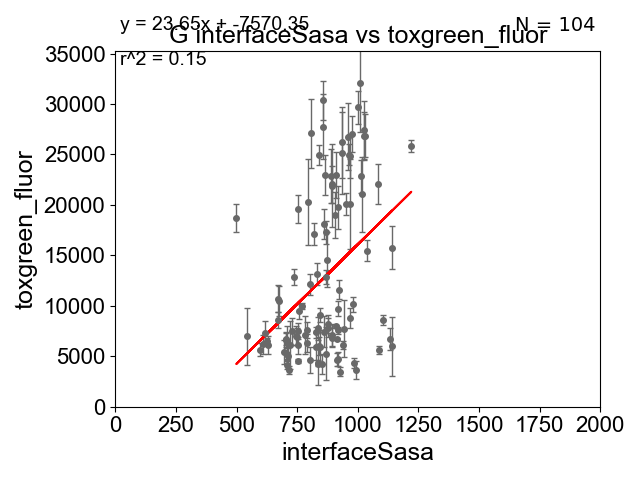 y = 23.65x + -7570.35
N = 104
G interfaceSasa vs toxgreen_fluor
r^2 = 0.15
35000
30000
25000
20000
15000
10000
5000
0
toxgreen_fluor
0 250 500 750 1000 1250 1500 1750 2000
interfaceSasa